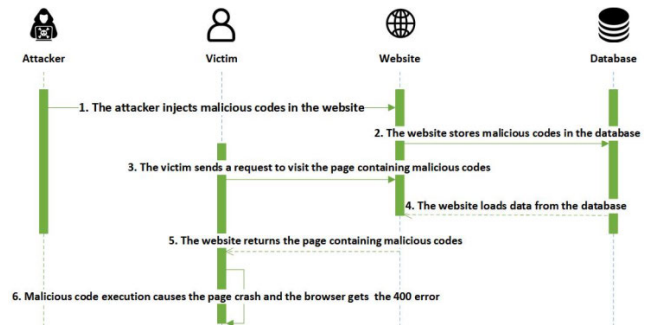 Attacker
Victim
Website
Database
1. The attacker injects malicious codes in the website
2. The website stores malicious codes in the database
3. The victim sends a request to visit the page containing malicious codes
4. The website loads data from the database
5. The website returns the page containing malicious codes
6. Malicious code execution causes the page crash and the browser gets the 400 error